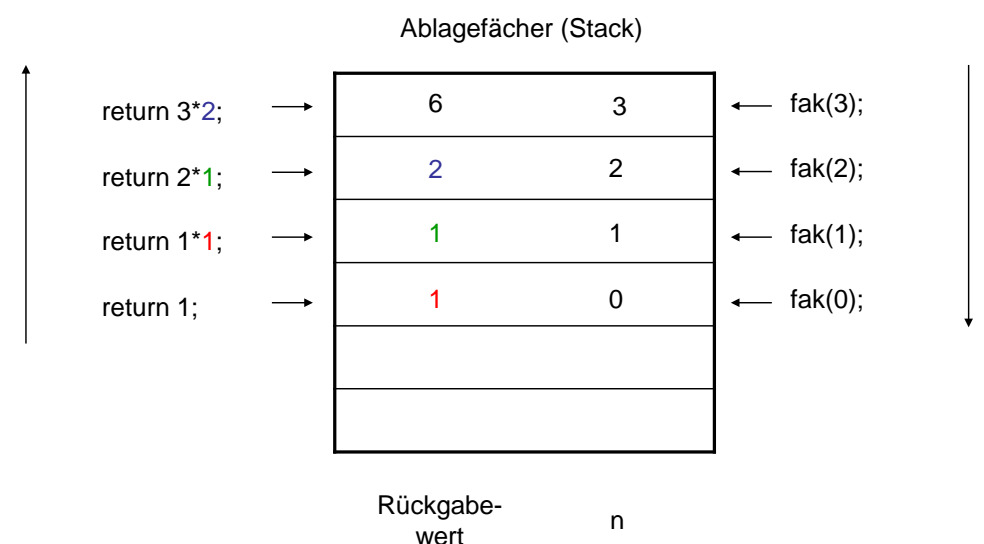 Ablagefächer (Stack)
return 3*2; 6 3 fak(3);
return 2*1; 2 2 fak(2);
return 1*1; 1 1 fak(1);
return 1; 1 0 fak(0);
Rückgabe-
wert
n